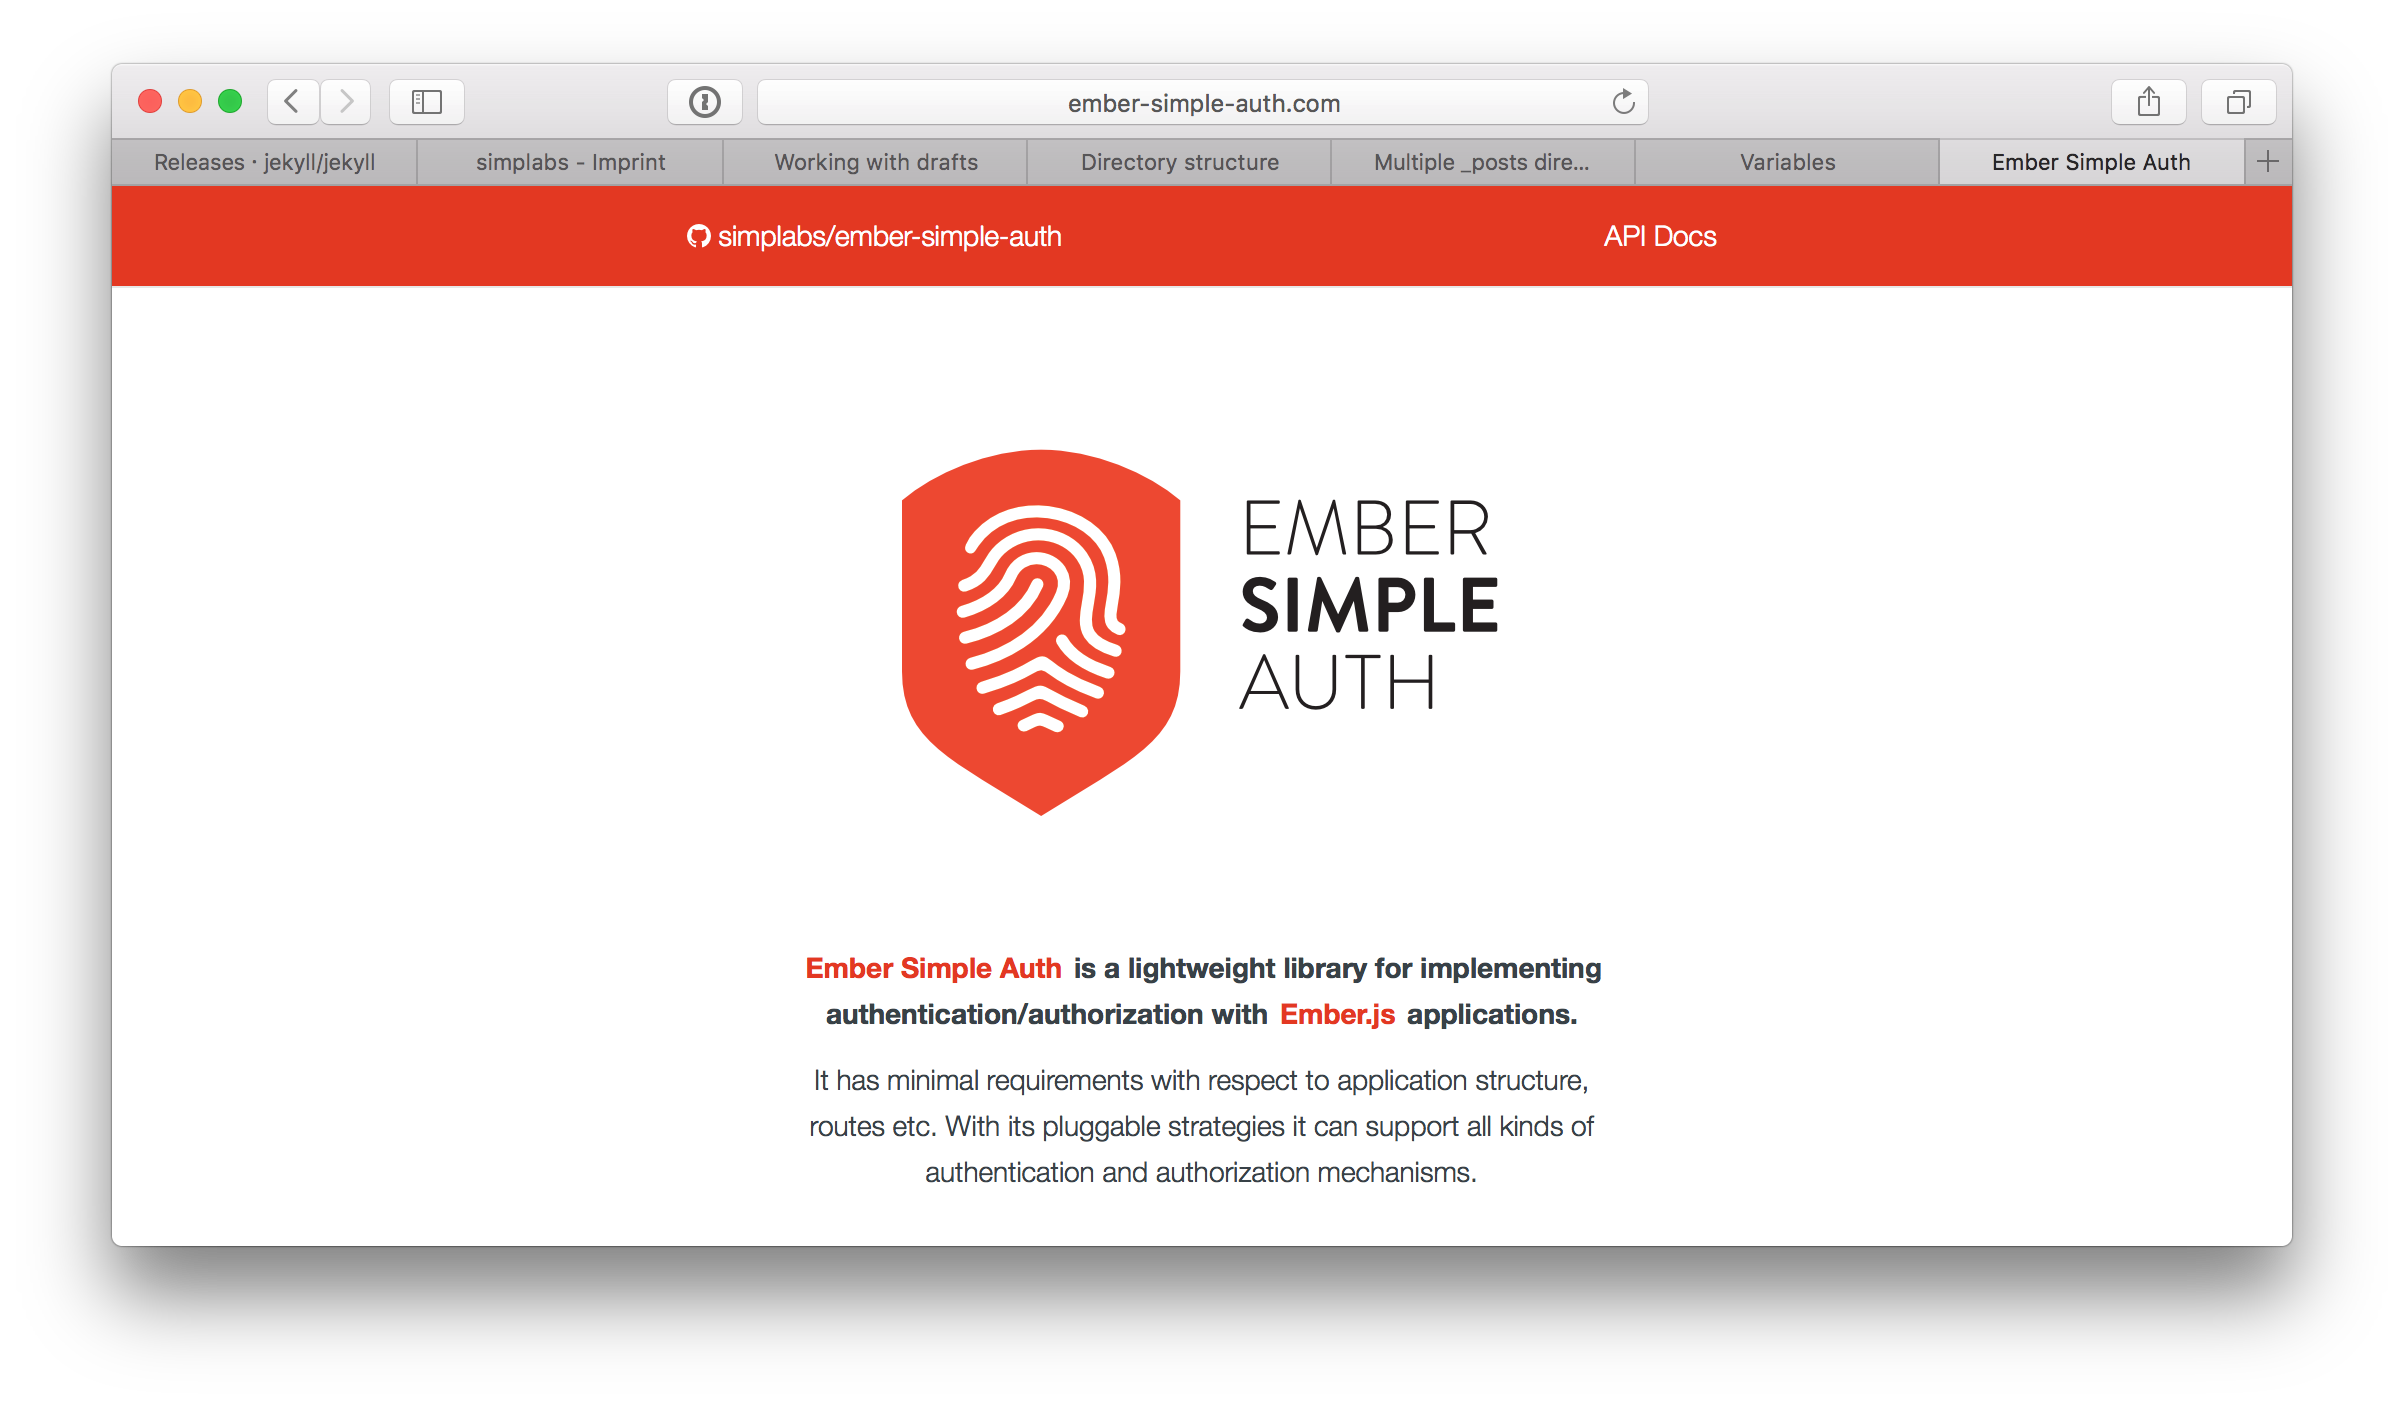 ember-simple-auth.com
Releases · jekyll/jekyll
simplabs - Imprint
Working with drafts
Directory structure
Multiple _posts dire...
Variables
Ember Simple Auth
simplabs/ember-simple-auth
API Docs
EMBER
SIMPLE
AUTH
Ember Simple Auth is a lightweight library for implementing
authentication/authorization with Ember.js applications.
It has minimal requirements with respect to application structure,
routes etc. With its pluggable strategies it can support all kinds of
authentication and authorization mechanisms.